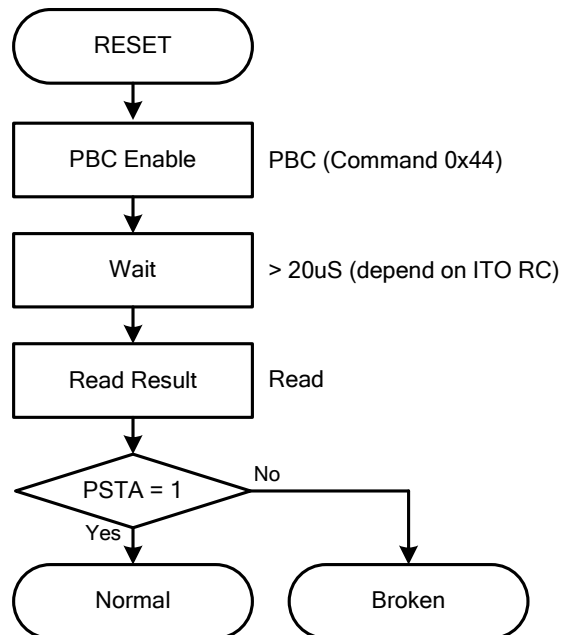 RESET
PBC Enable
PBC (Command 0x44)
Wait
> 20uS (depend on ITO RC)
Read Result
Read
PSTA = 1
No
Yes
Normal
Broken